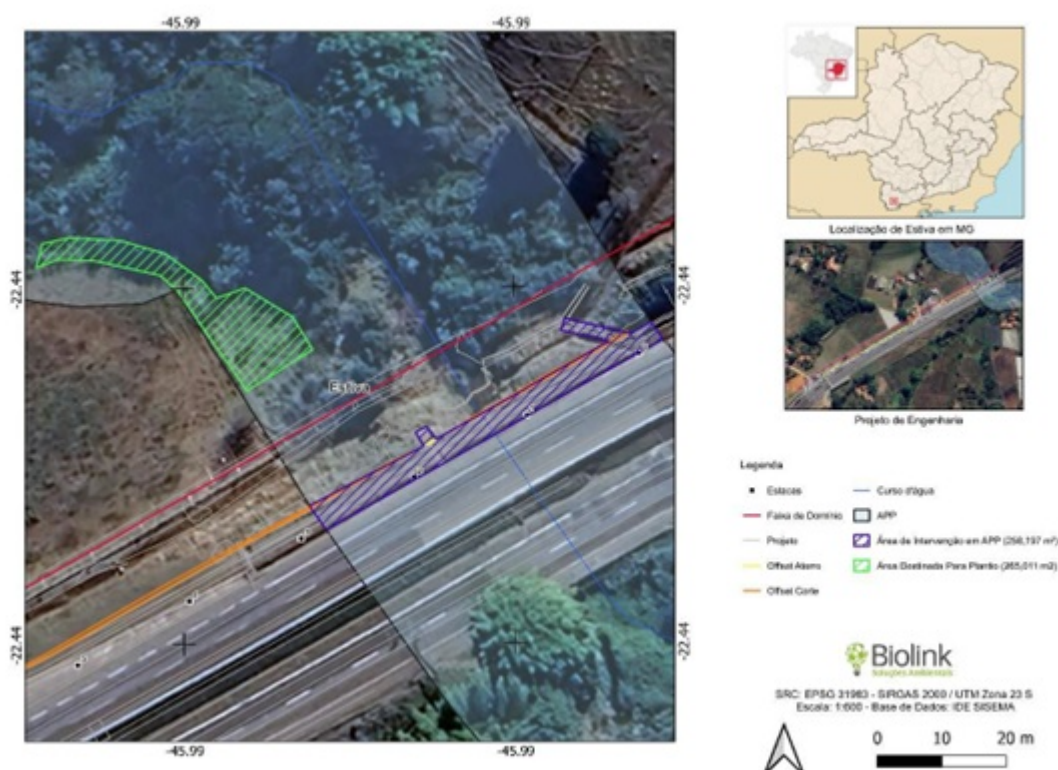 -45.99
-45.99
-22.44
-22.44
Estiva
-22.44
-22.44
-45.99
-45.99
Localização de Estiva em MG
Projeto de Engenharia
Legenda
Estacas
Curso d'água
Faixa de Domínio
APP
Projeto
Área de Intervenção em APP (258,197 m²)
Offset Aterro
Área Destinada Para Plantio (265,011 m2)
Offset Corte
Biolink
Soluções Ambientais
SRC: EPSG 31983 - SIRGAS 2000 / UTM Zona 23 S
Escala: 1:600 - Base de Dados: IDE SISEMA
0 10 20 m